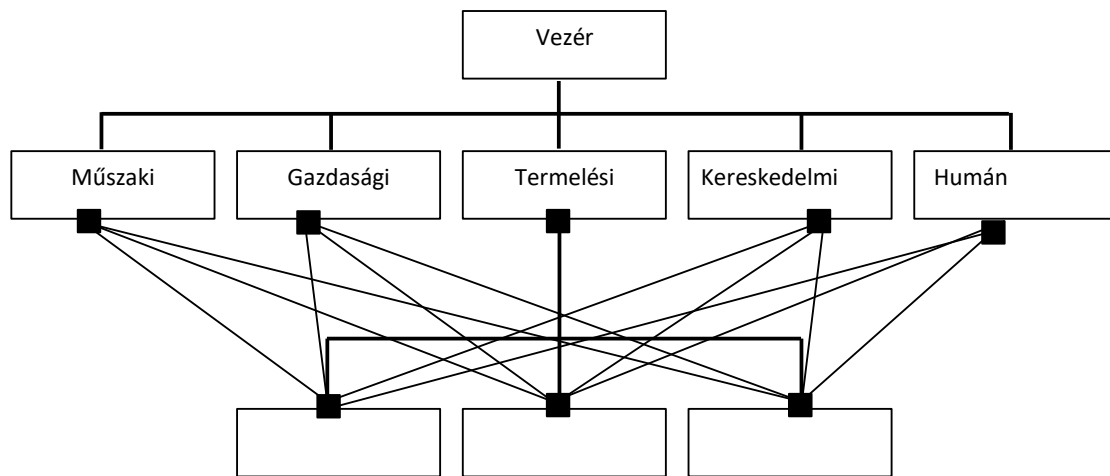 Vezér
Műszaki
Gazdasági
Termelési
Kereskedelmi
Humán